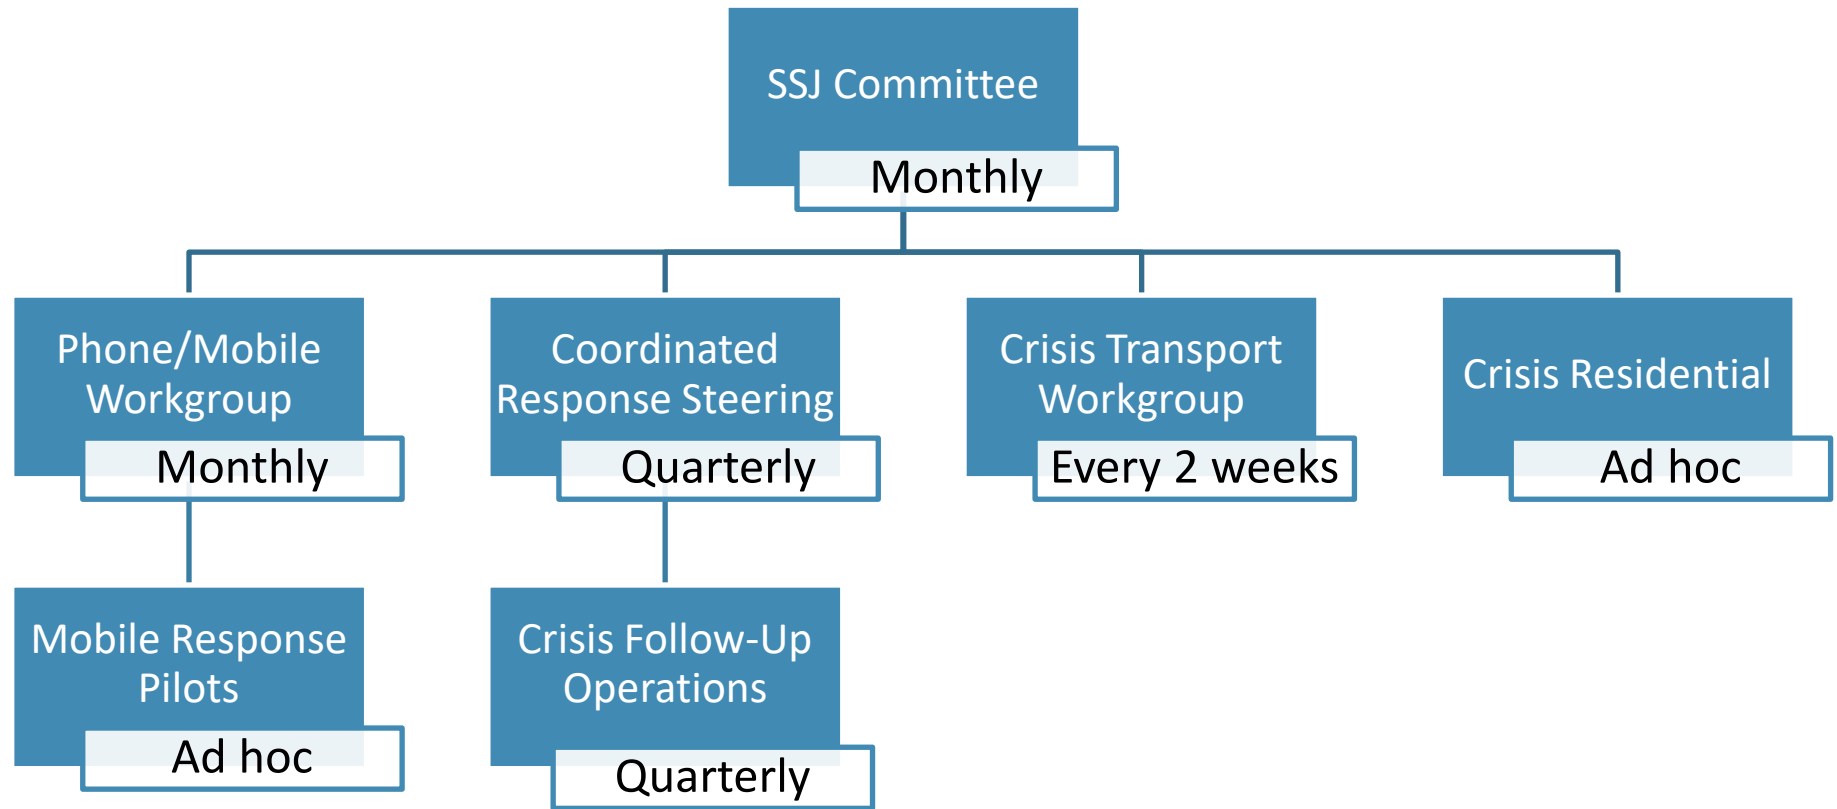 SSJ Committee
Monthly
Phone/Mobile
Workgroup
Monthly
Coordinated
Response Steering
Quarterly
Crisis Transport
Workgroup
Every 2 weeks
Crisis Residential
Ad hoc
Mobile Response
Pilots
Ad hoc
Crisis Follow-Up
Operations
Quarterly